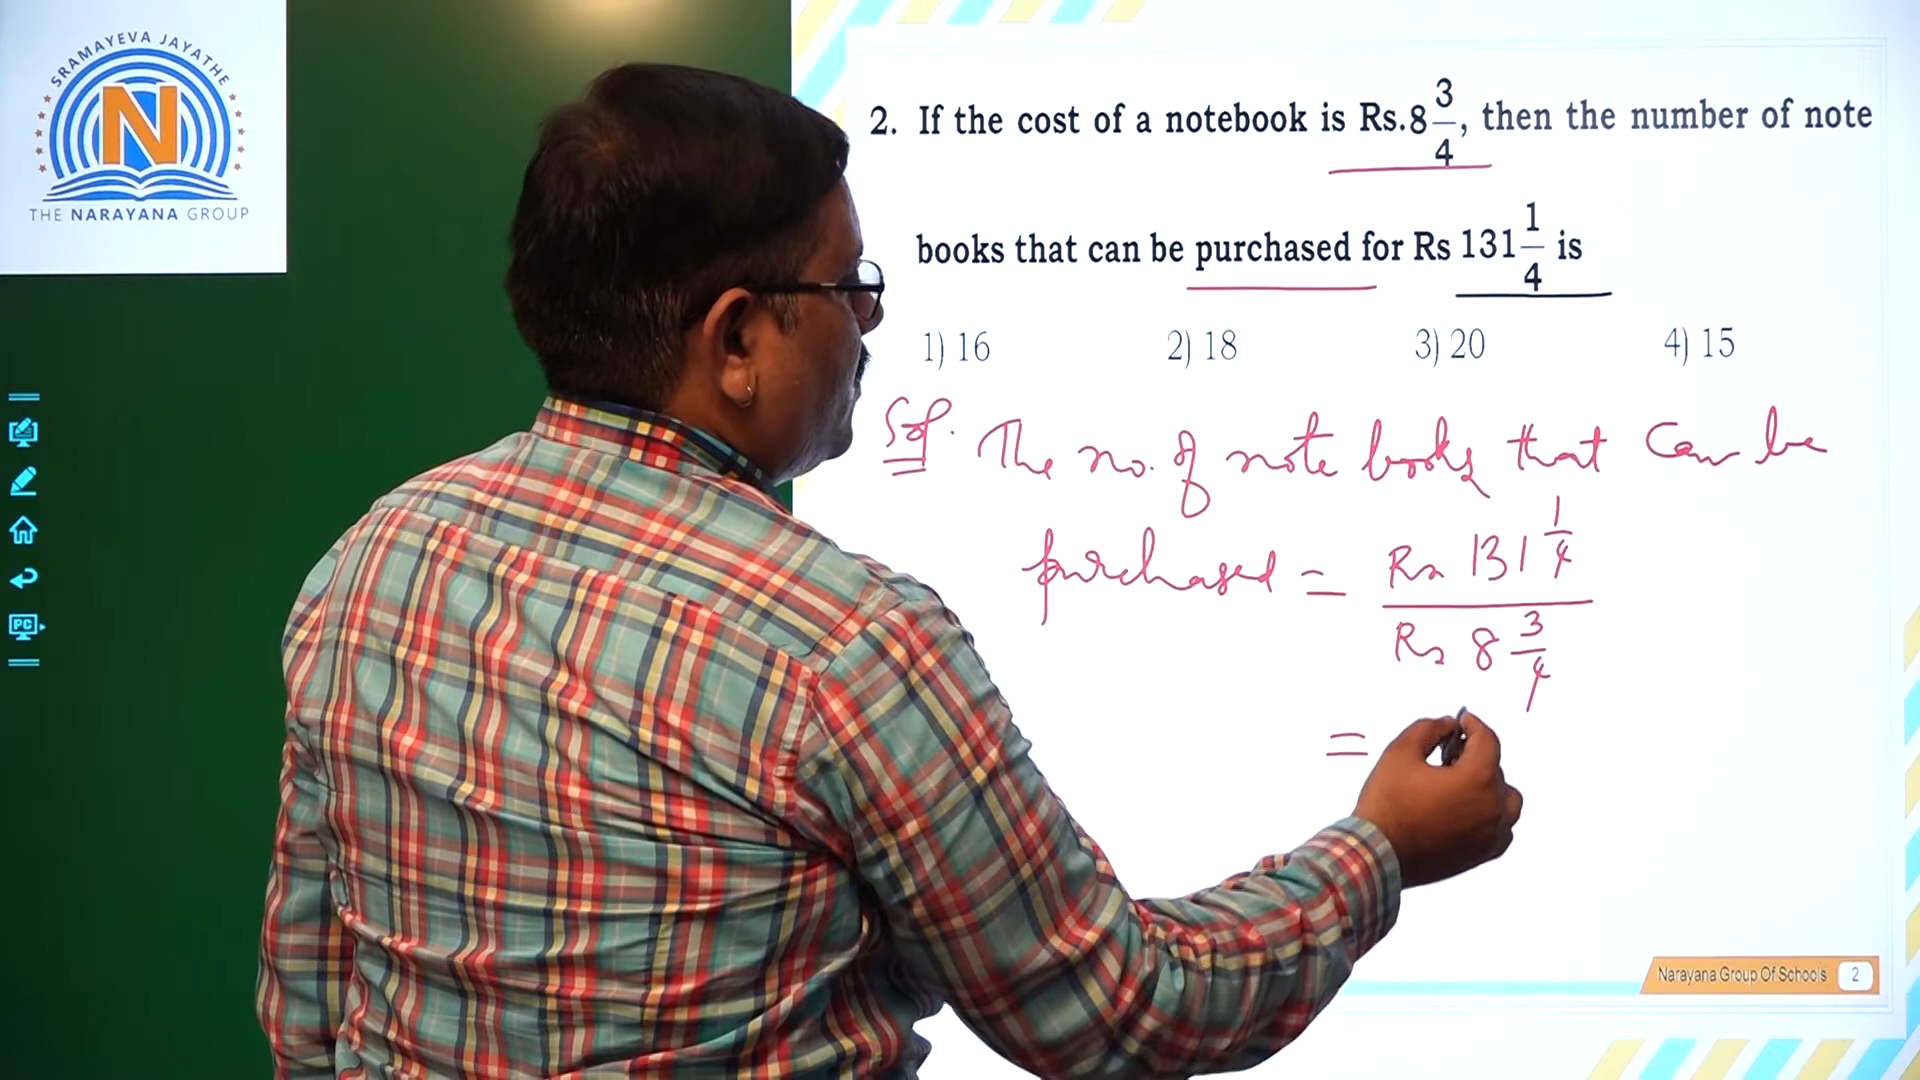 SRAMAYEVA JAYATHE
N
THE NARAYANA GROUP
PC
2. If the cost of a notebook is Rs.8 3/4, then the number of note
books that can be purchased for Rs 131 1/4 is
1) 16 2) 18 3) 20 4) 15
Sol. The no. of note books that can be
purchased = Rs 131 1/4 / Rs 8 3/4
=
Narayana Group Of Schools 2